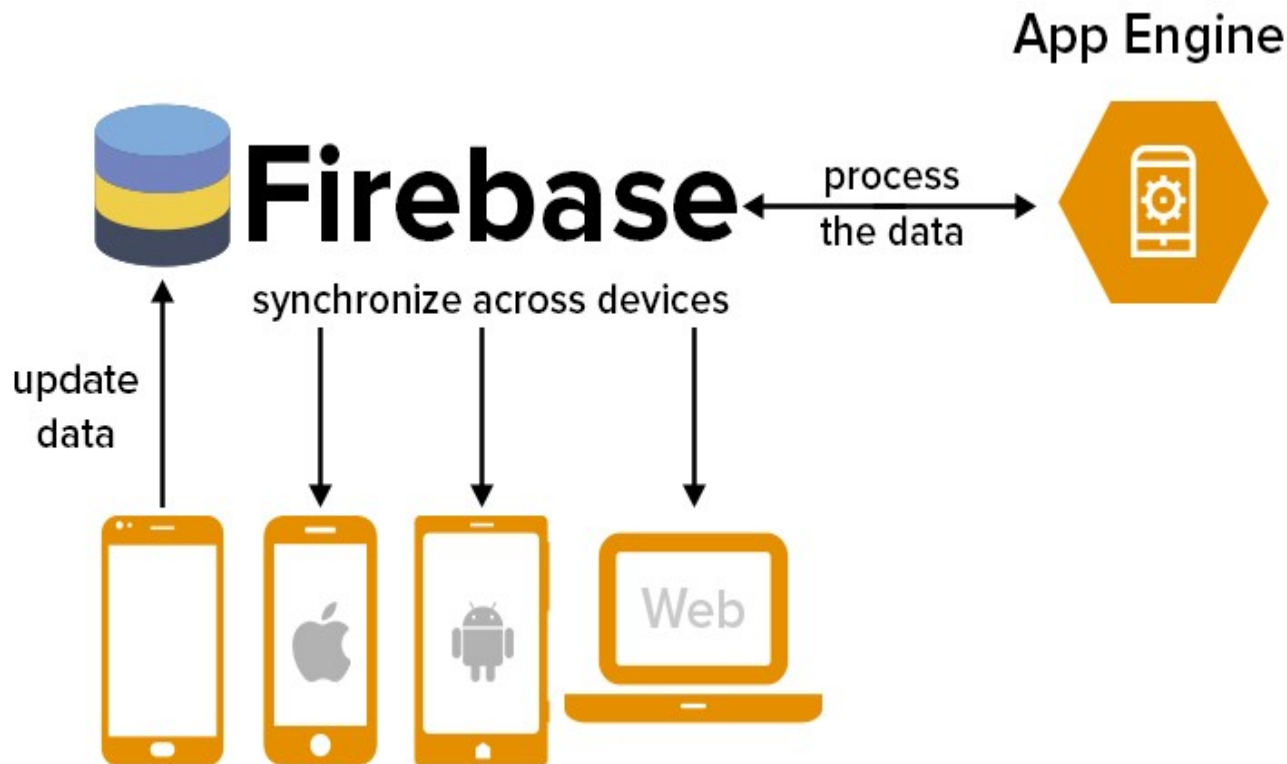 App Engine
Firebase
process
the data
synchronize across devices
update
data
Web